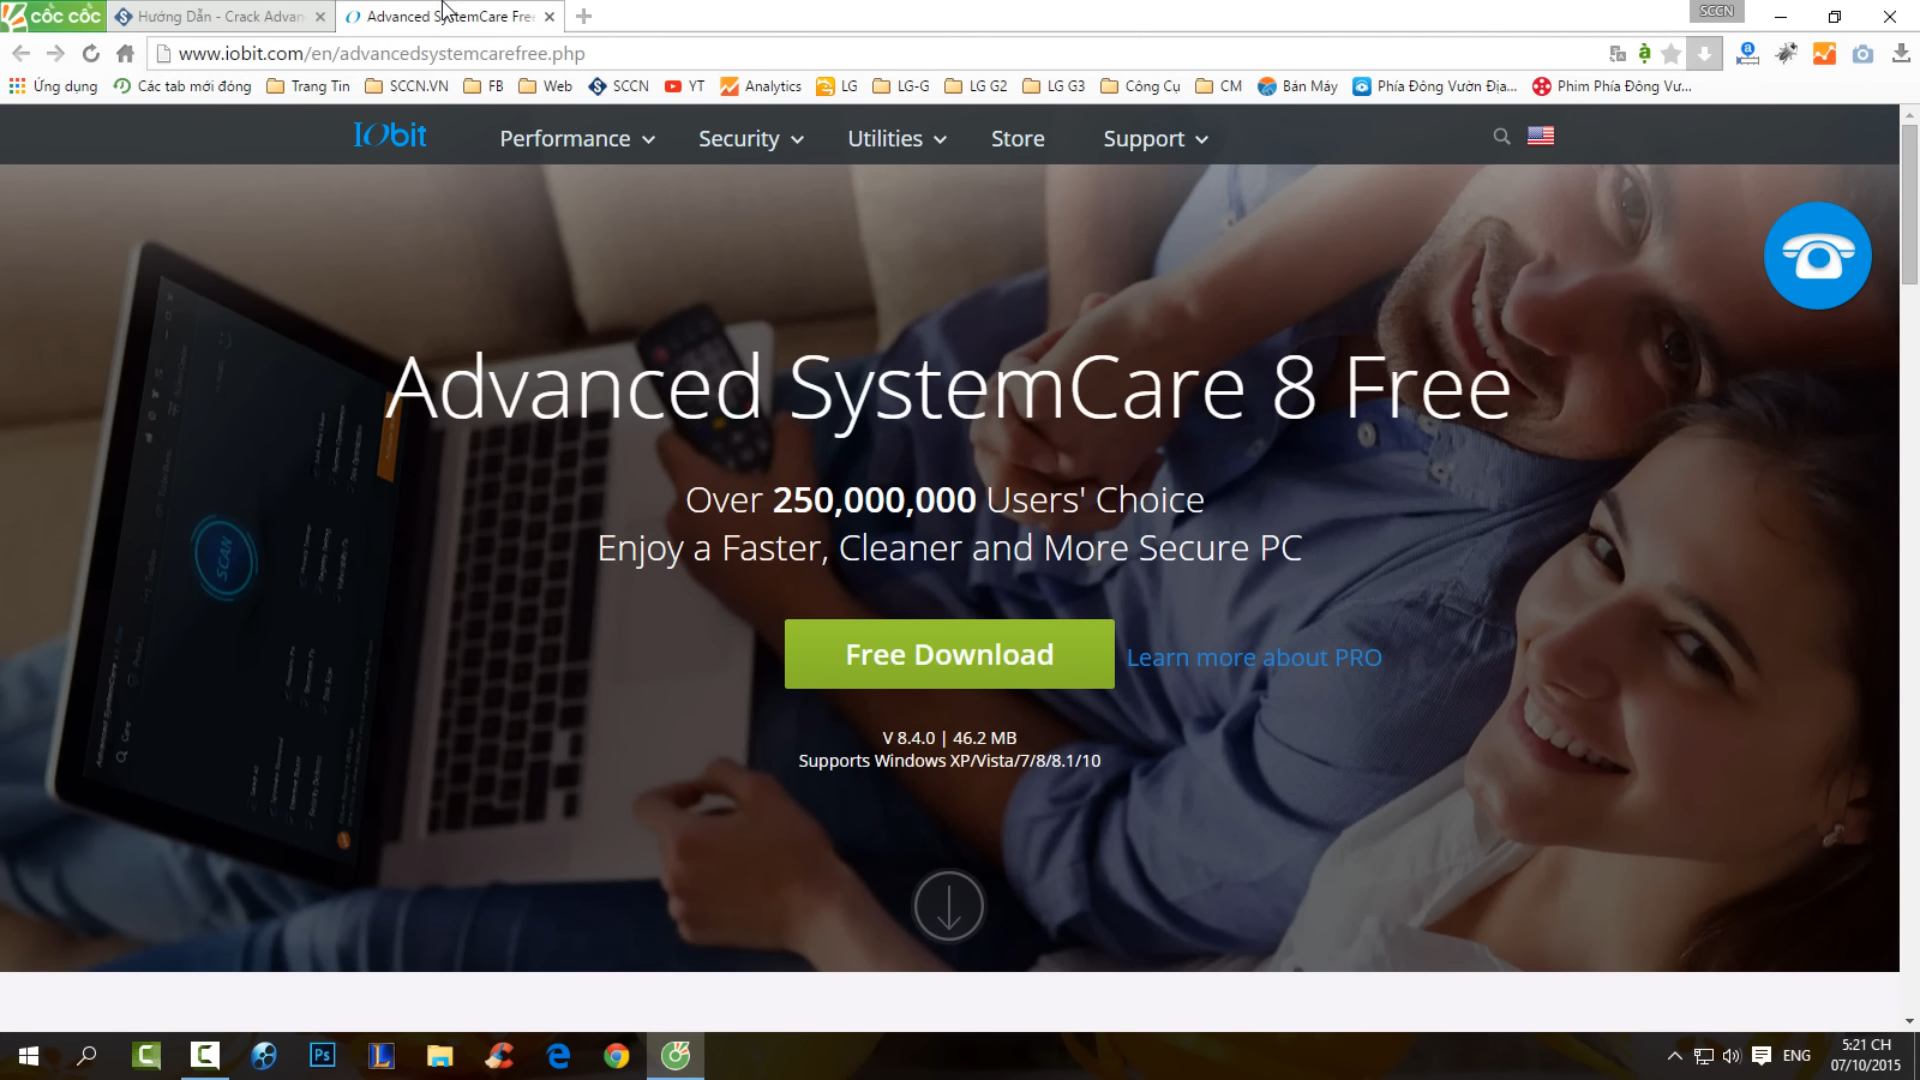 cốc cốc
Hướng Dẫn - Crack Advan
Advanced SystemCare Fre
SCCN
www.iobit.com/en/advancedsystemcarefree.php
Ứng dụng
Các tab mới đóng
Trang Tin
SCCN.VN
FB
Web
SCCN
YT
Analytics
LG
LG-G
LG G2
LG G3
Công Cụ
CM
Bán Máy
Phía Đông Vườn Địa...
Phim Phía Đông Vư...
IObit
Performance
Security
Utilities
Store
Support
Advanced SystemCare 8 Free
Over 250,000,000 Users' Choice
Enjoy a Faster, Cleaner and More Secure PC
SCAN
Free Download
Learn more about PRO
V 8.4.0 | 46.2 MB
Supports Windows XP/Vista/7/8/8.1/10
Ps
ENG
5:21 CH
07/10/2015